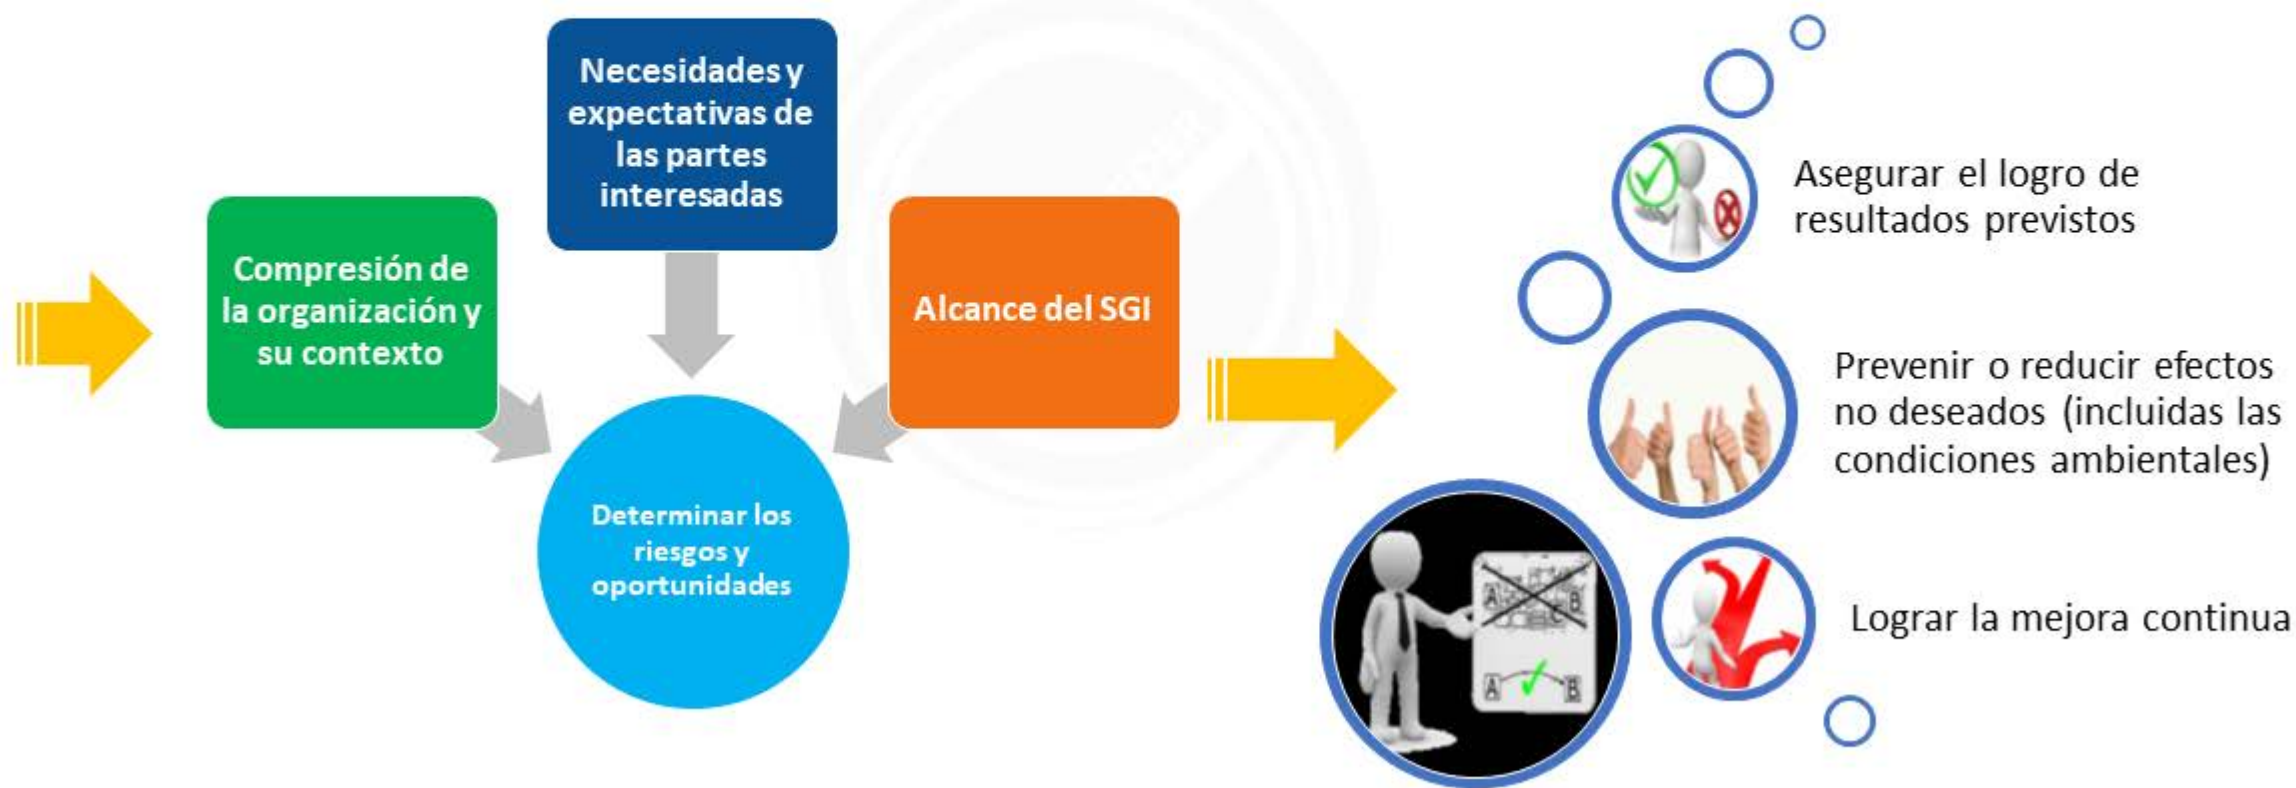 Compresión de
la organización y
su contexto
Necesidades y
expectativas de
las partes
interesadas
Alcance del SGI
Determinar los
riesgos y
oportunidades
Asegurar el logro de
resultados previstos
Prevenir o reducir efectos
no deseados (incluidas las
condiciones ambientales)
A B
C
A B
Lograr la mejora continua